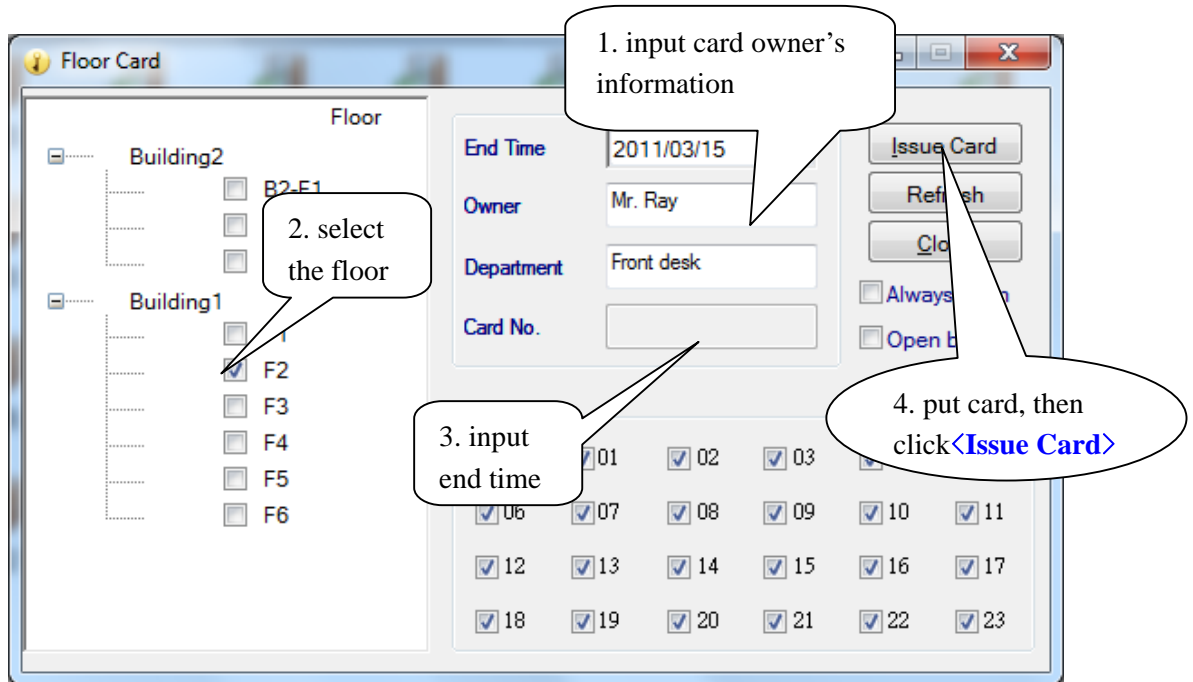 Floor Card
1. input card owner’s
information
Floor
Building2
B2-F1
2. select
the floor
Building1
F2
F3
F4
F5
F6
End Time 2011/03/15
Owner Mr. Ray
Department Front desk
Card No.
Issue Card
Refresh
Always
Open
3. input
end time
4. put card, then
click<Issue Card>
01 02 03
06 07 08 09 10 11
12 13 14 15 16 17
18 19 20 21 22 23